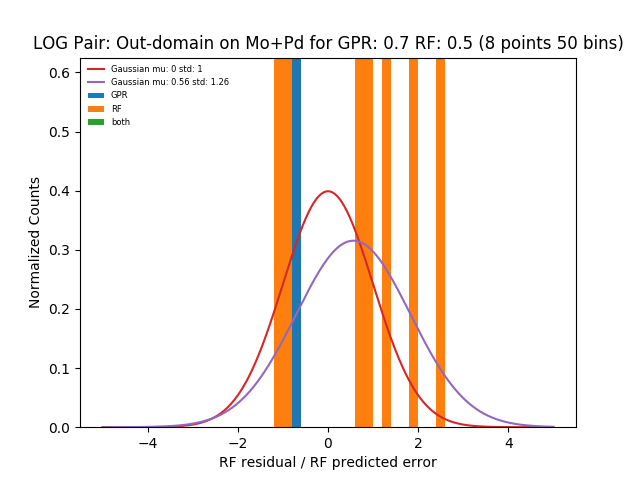 LOG Pair: Out-domain on Mo+Pd for GPR: 0.7 RF: 0.5 (8 points 50 bins)
Gaussian mu: 0 std: 1
Gaussian mu: 0.56 std: 1.26
GPR
RF
both
0.6
0.5
0.4
0.3
0.2
0.1
0.0
Normalized Counts
−4 −2 0 2 4
RF residual / RF predicted error